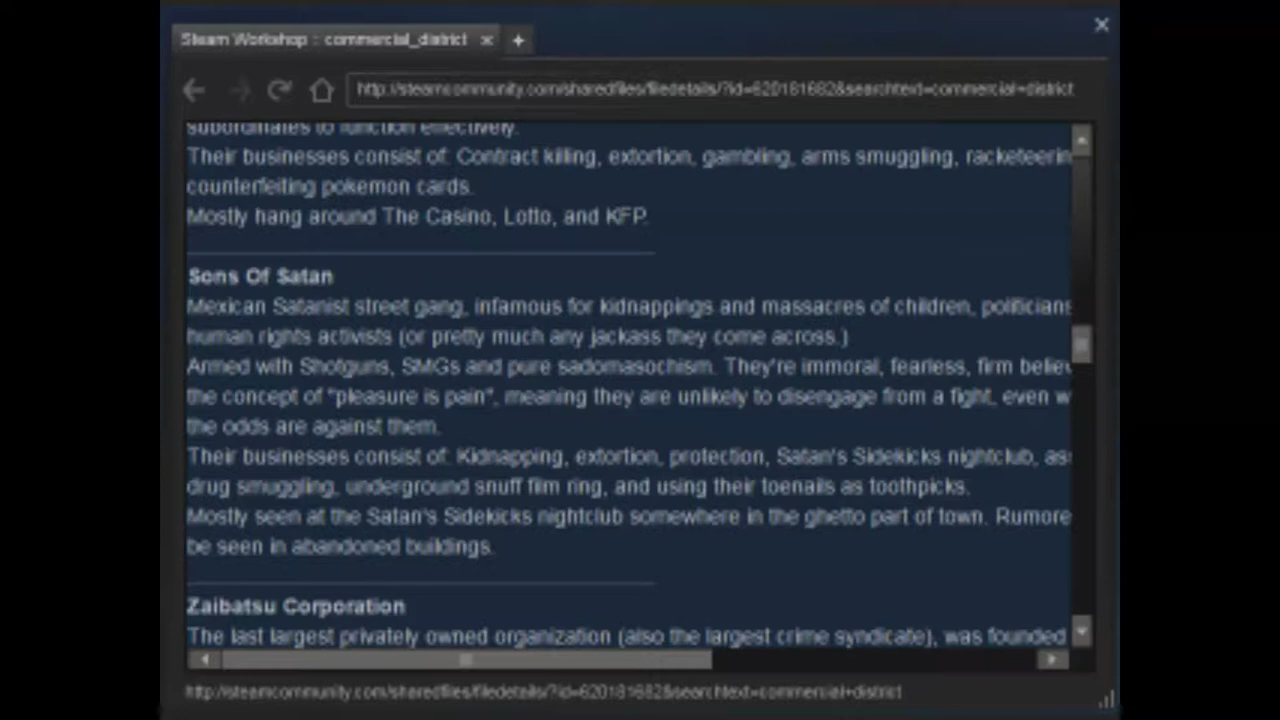 Steam Workshop :: commercial_district
http://steamcommunity.com/sharedfiles/filedetails/?id=620181682&searchtext=commercial+district
subordinates to function effectively.
Their businesses consist of: Contract killing, extortion, gambling, arms smuggling, racketeerin
counterfeiting pokemon cards.
Mostly hang around The Casino, Lotto, and KFP.
Sons Of Satan
Mexican Satanist street gang, infamous for kidnappings and massacres of children, politicians
human rights activists (or pretty much any jackass they come across.)
Armed with Shotguns, SMGs and pure sadomasochism. They're immoral, fearless, firm believ
the concept of "pleasure is pain", meaning they are unlikely to disengage from a fight, even w
the odds are against them.
Their businesses consist of: Kidnapping, extortion, protection, Satan's Sidekicks nightclub, as
drug smuggling, underground snuff film ring, and using their toenails as toothpicks.
Mostly seen at the Satan's Sidekicks nightclub somewhere in the ghetto part of town. Rumore
be seen in abandoned buildings.
Zaibatsu Corporation
The last largest privately owned organization (also the largest crime syndicate), was founded
http://steamcommunity.com/sharedfiles/filedetails/?id=620181682&searchtext=commercial+district